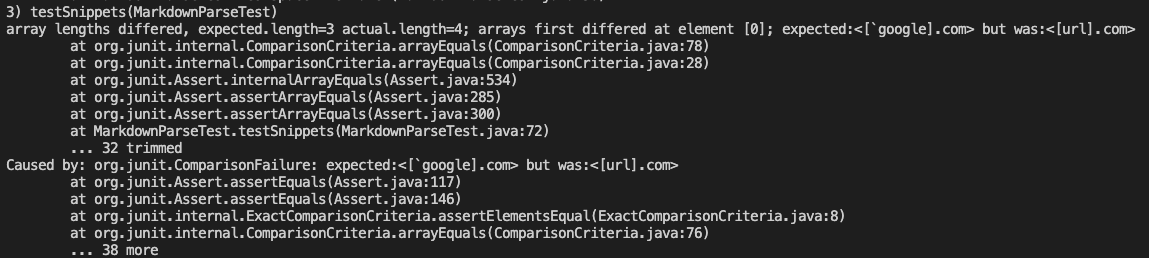 3) testSnippets(MarkdownParseTest)
array lengths differed, expected.length=3 actual.length=4; arrays first differed at element [0]; expected:<[`google].com> but was:<[url].com>
at org.junit.internal.ComparisonCriteria.arrayEquals(ComparisonCriteria.java:78)
at org.junit.internal.ComparisonCriteria.arrayEquals(ComparisonCriteria.java:28)
at org.junit.Assert.internalArrayEquals(Assert.java:534)
at org.junit.Assert.assertArrayEquals(Assert.java:285)
at org.junit.Assert.assertArrayEquals(Assert.java:300)
at MarkdownParseTest.testSnippets(MarkdownParseTest.java:72)
... 32 trimmed
Caused by: org.junit.ComparisonFailure: expected:<[`google].com> but was:<[url].com>
at org.junit.Assert.assertEquals(Assert.java:117)
at org.junit.Assert.assertEquals(Assert.java:146)
at org.junit.internal.ExactComparisonCriteria.assertElementsEqual(ExactComparisonCriteria.java:8)
at org.junit.internal.ComparisonCriteria.arrayEquals(ComparisonCriteria.java:76)
... 38 more